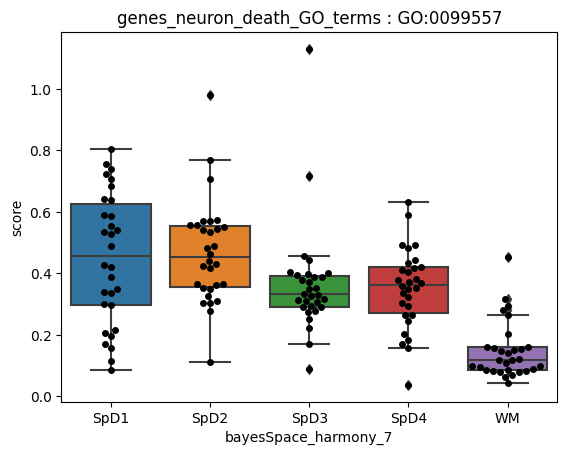 genes_neuron_death_GO_terms : GO:0099557
1.0
0.8
0.6
0.4
0.2
0.0
score
SpD1 SpD2 SpD3 SpD4 WM
bayesSpace_harmony_7